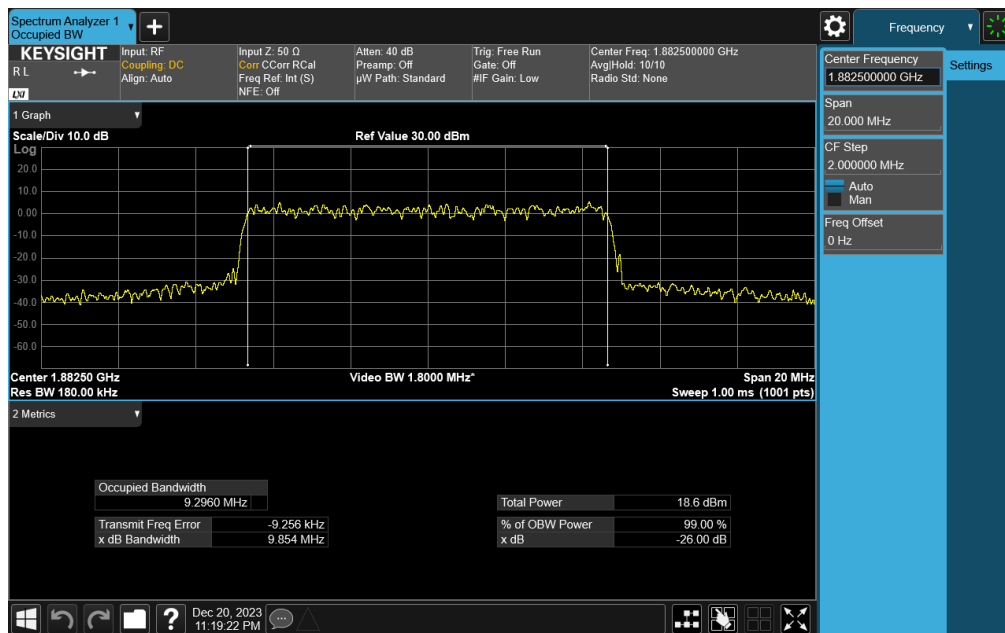 Spectrum Analyzer 1
Occupied BW
+
Frequency
KEYSIGHT
R L
LXI
Input: RF
Coupling: DC
Align: Auto
Input Z: 50 Ω
Corr CCorr RCal
Freq Ref: Int (S)
NFE: Off
Atten: 40 dB
Preamp: Off
µW Path: Standard
Trig: Free Run
Gate: Off
#IF Gain: Low
Center Freq: 1.882500000 GHz
Avg|Hold: 10/10
Radio Std: None
Center Frequency
1.882500000 GHz
Settings
Span
20.000 MHz
CF Step
2.000000 MHz
Auto
Man
Freq Offset
0 Hz
1 Graph
Scale/Div 10.0 dB
Ref Value 30.00 dBm
Log
20.0
10.0
0.00
-10.0
-20.0
-30.0
-40.0
-50.0
-60.0
Center 1.88250 GHz
Video BW 1.8000 MHz*
Span 20 MHz
Res BW 180.00 kHz
Sweep 1.00 ms (1001 pts)
2 Metrics
Occupied Bandwidth
9.2960 MHz
Total Power 18.6 dBm
Transmit Freq Error -9.256 kHz
% of OBW Power 99.00 %
x dB Bandwidth 9.854 MHz
x dB -26.00 dB
?
Dec 20, 2023
11:19:22 PM